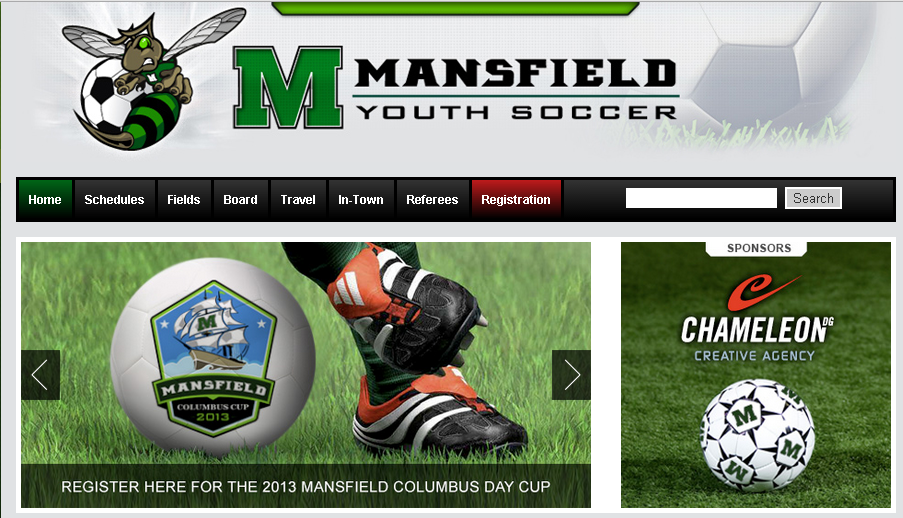 M
MANSFIELD
YOUTH SOCCER
Home Schedules Fields Board Travel In-Town Referees Registration Search
SPONSORS
M
MANSFIELD
COLUMBUS CUP
2013
REGISTER HERE FOR THE 2013 MANSFIELD COLUMBUS DAY CUP
CHAMELEON DG
CREATIVE AGENCY
M
M
M